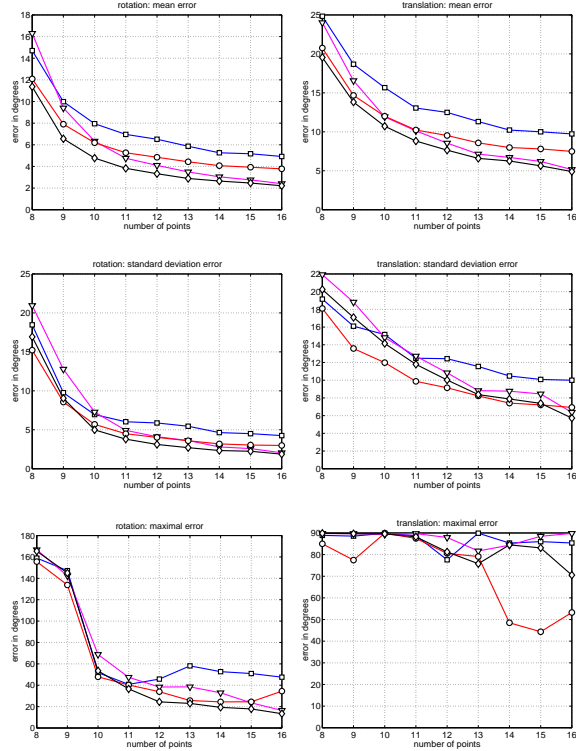 rotation: mean error
18
16
14
12
10
8
6
4
2
0
error in degrees
8 9 10 11 12 13 14 15 16
number of points
translation: mean error
25
20
15
10
5
0
error in degrees
8 9 10 11 12 13 14 15 16
number of points
rotation: standard deviation error
25
20
15
10
5
0
error in degrees
8 9 10 11 12 13 14 15 16
number of points
translation: standard deviation error
22
20
18
16
14
12
10
8
6
4
2
0
error in degrees
8 9 10 11 12 13 14 15 16
number of points
rotation: maximal error
180
160
140
120
100
80
60
40
20
0
error in degrees
8 9 10 11 12 13 14 15 16
number of points
translation: maximal error
90
80
70
60
50
40
30
20
10
0
error in degrees
8 9 10 11 12 13 14 15 16
number of points